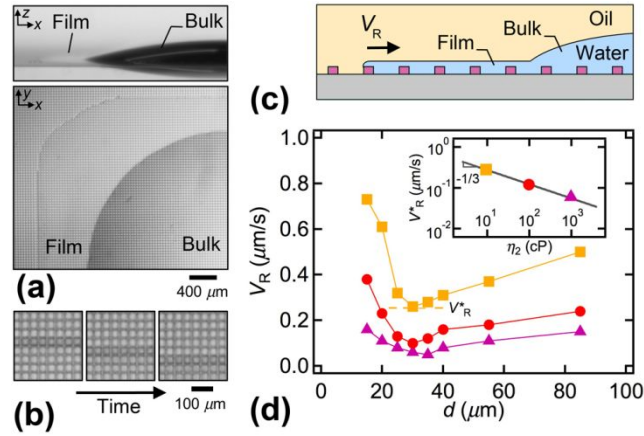 z
x
Film
Bulk
y
x
Film
Bulk
(a)
400 μm
(b)
Time
100 μm
V_R
Film
Bulk
Oil
Water
(c)
V_R (μm/s)
1.0
0.8
0.6
0.4
0.2
0.0
0 20 40 60 80 100
d (μm)
V*_R
V*_R (μm/s)
10^0
10^-1
10^-2
-1/3
10^1 10^2 10^3
η_2 (cP)
(d)